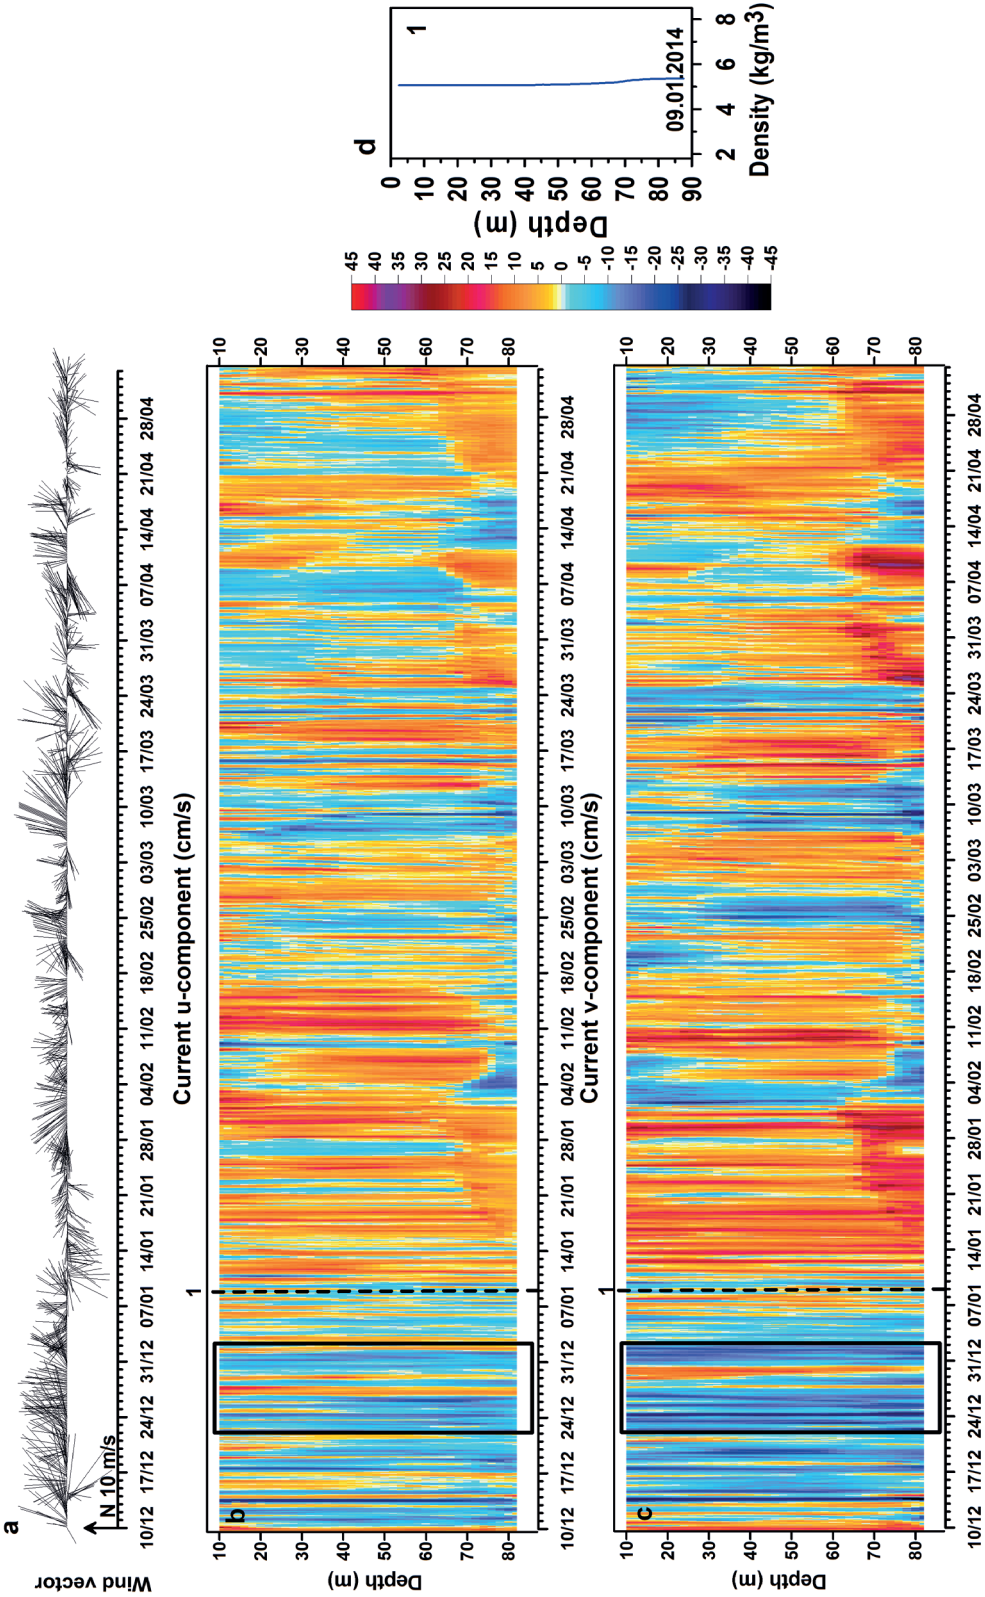 a
Wind vector
N 10 m/s
10/12 17/12 24/12 31/12 07/01 14/01 21/01 28/01 04/02 11/02 18/02 25/02 03/03 10/03 17/03 24/03 31/03 07/04 14/04 21/04 28/04
Current u-component (cm/s)
1
b
Depth (m)
10 20 30 40 50 60 70 80
10 20 30 40 50 60 70 80
10/12 17/12 24/12 31/12 07/01 14/01 21/01 28/01 04/02 11/02 18/02 25/02 03/03 10/03 17/03 24/03 31/03 07/04 14/04 21/04 28/04
Current v-component (cm/s)
1
c
Depth (m)
10 20 30 40 50 60 70 80
10 20 30 40 50 60 70 80
10/12 17/12 24/12 31/12 07/01 14/01 21/01 28/01 04/02 11/02 18/02 25/02 03/03 10/03 17/03 24/03 31/03 07/04 14/04 21/04 28/04
45 40 35 30 25 20 15 10 5 0 -5 -10 -15 -20 -25 -30 -35 -40 -45
d
1
Depth (m)
0 10 20 30 40 50 60 70 80 90
09.01.2014
2 4 6 8
Density (kg/m3)